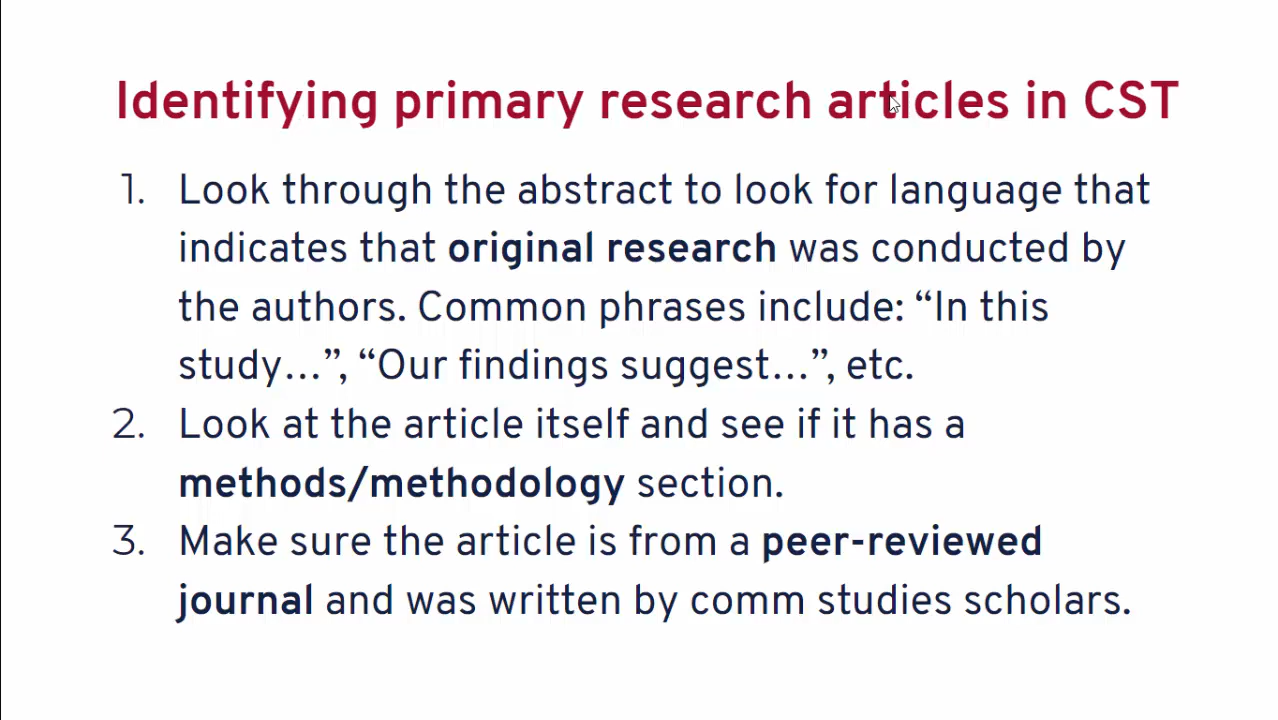 Identifying primary research articles in CST
1. Look through the abstract to look for language that
indicates that original research was conducted by
the authors. Common phrases include: “In this
study…”, “Our findings suggest…”, etc.
2. Look at the article itself and see if it has a
methods/methodology section.
3. Make sure the article is from a peer-reviewed
journal and was written by comm studies scholars.